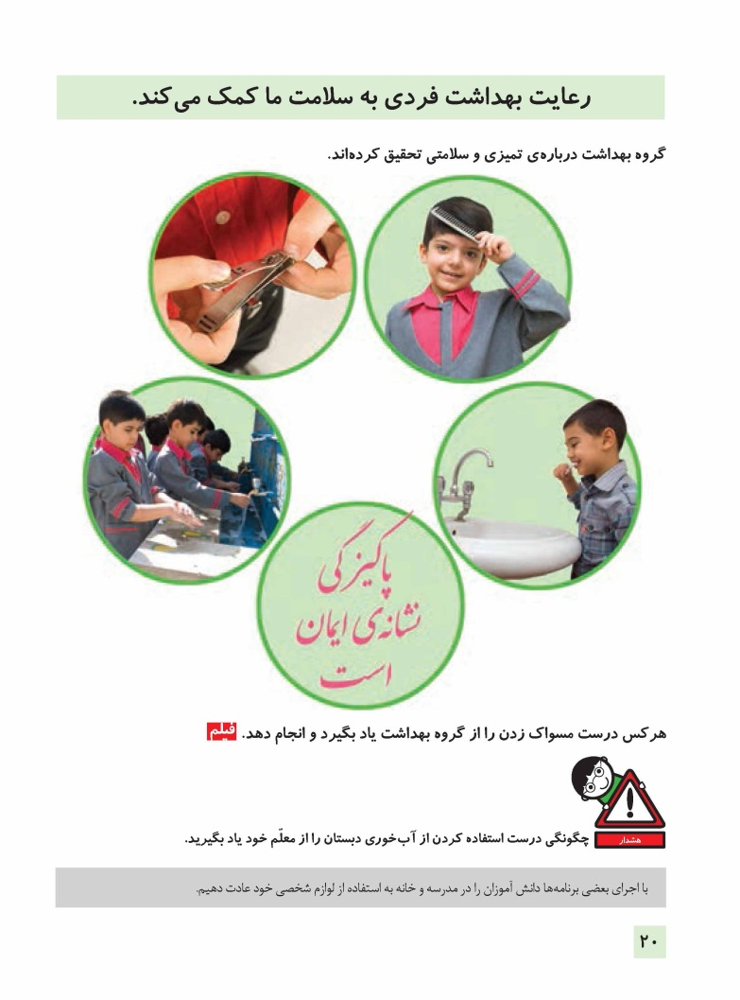 رعایت بهداشت فردی به سلامت ما کمک می‌کند.
گروه بهداشت درباره‌ی تمیزی و سلامتی تحقیق کرده‌اند.
پاکیزگی
نشانه‌ی ایمان
است
هرکس درست مسواک زدن را از گروه بهداشت یاد بگیرد و انجام دهد. فیلم
هشدار چگونگی درست استفاده کردن از آب‌خوری دبستان را از معلّم خود یاد بگیرید.
با اجرای بعضی برنامه‌ها دانش آموزان را در مدرسه و خانه به استفاده از لوازم شخصی خود عادت دهیم.
۲۰